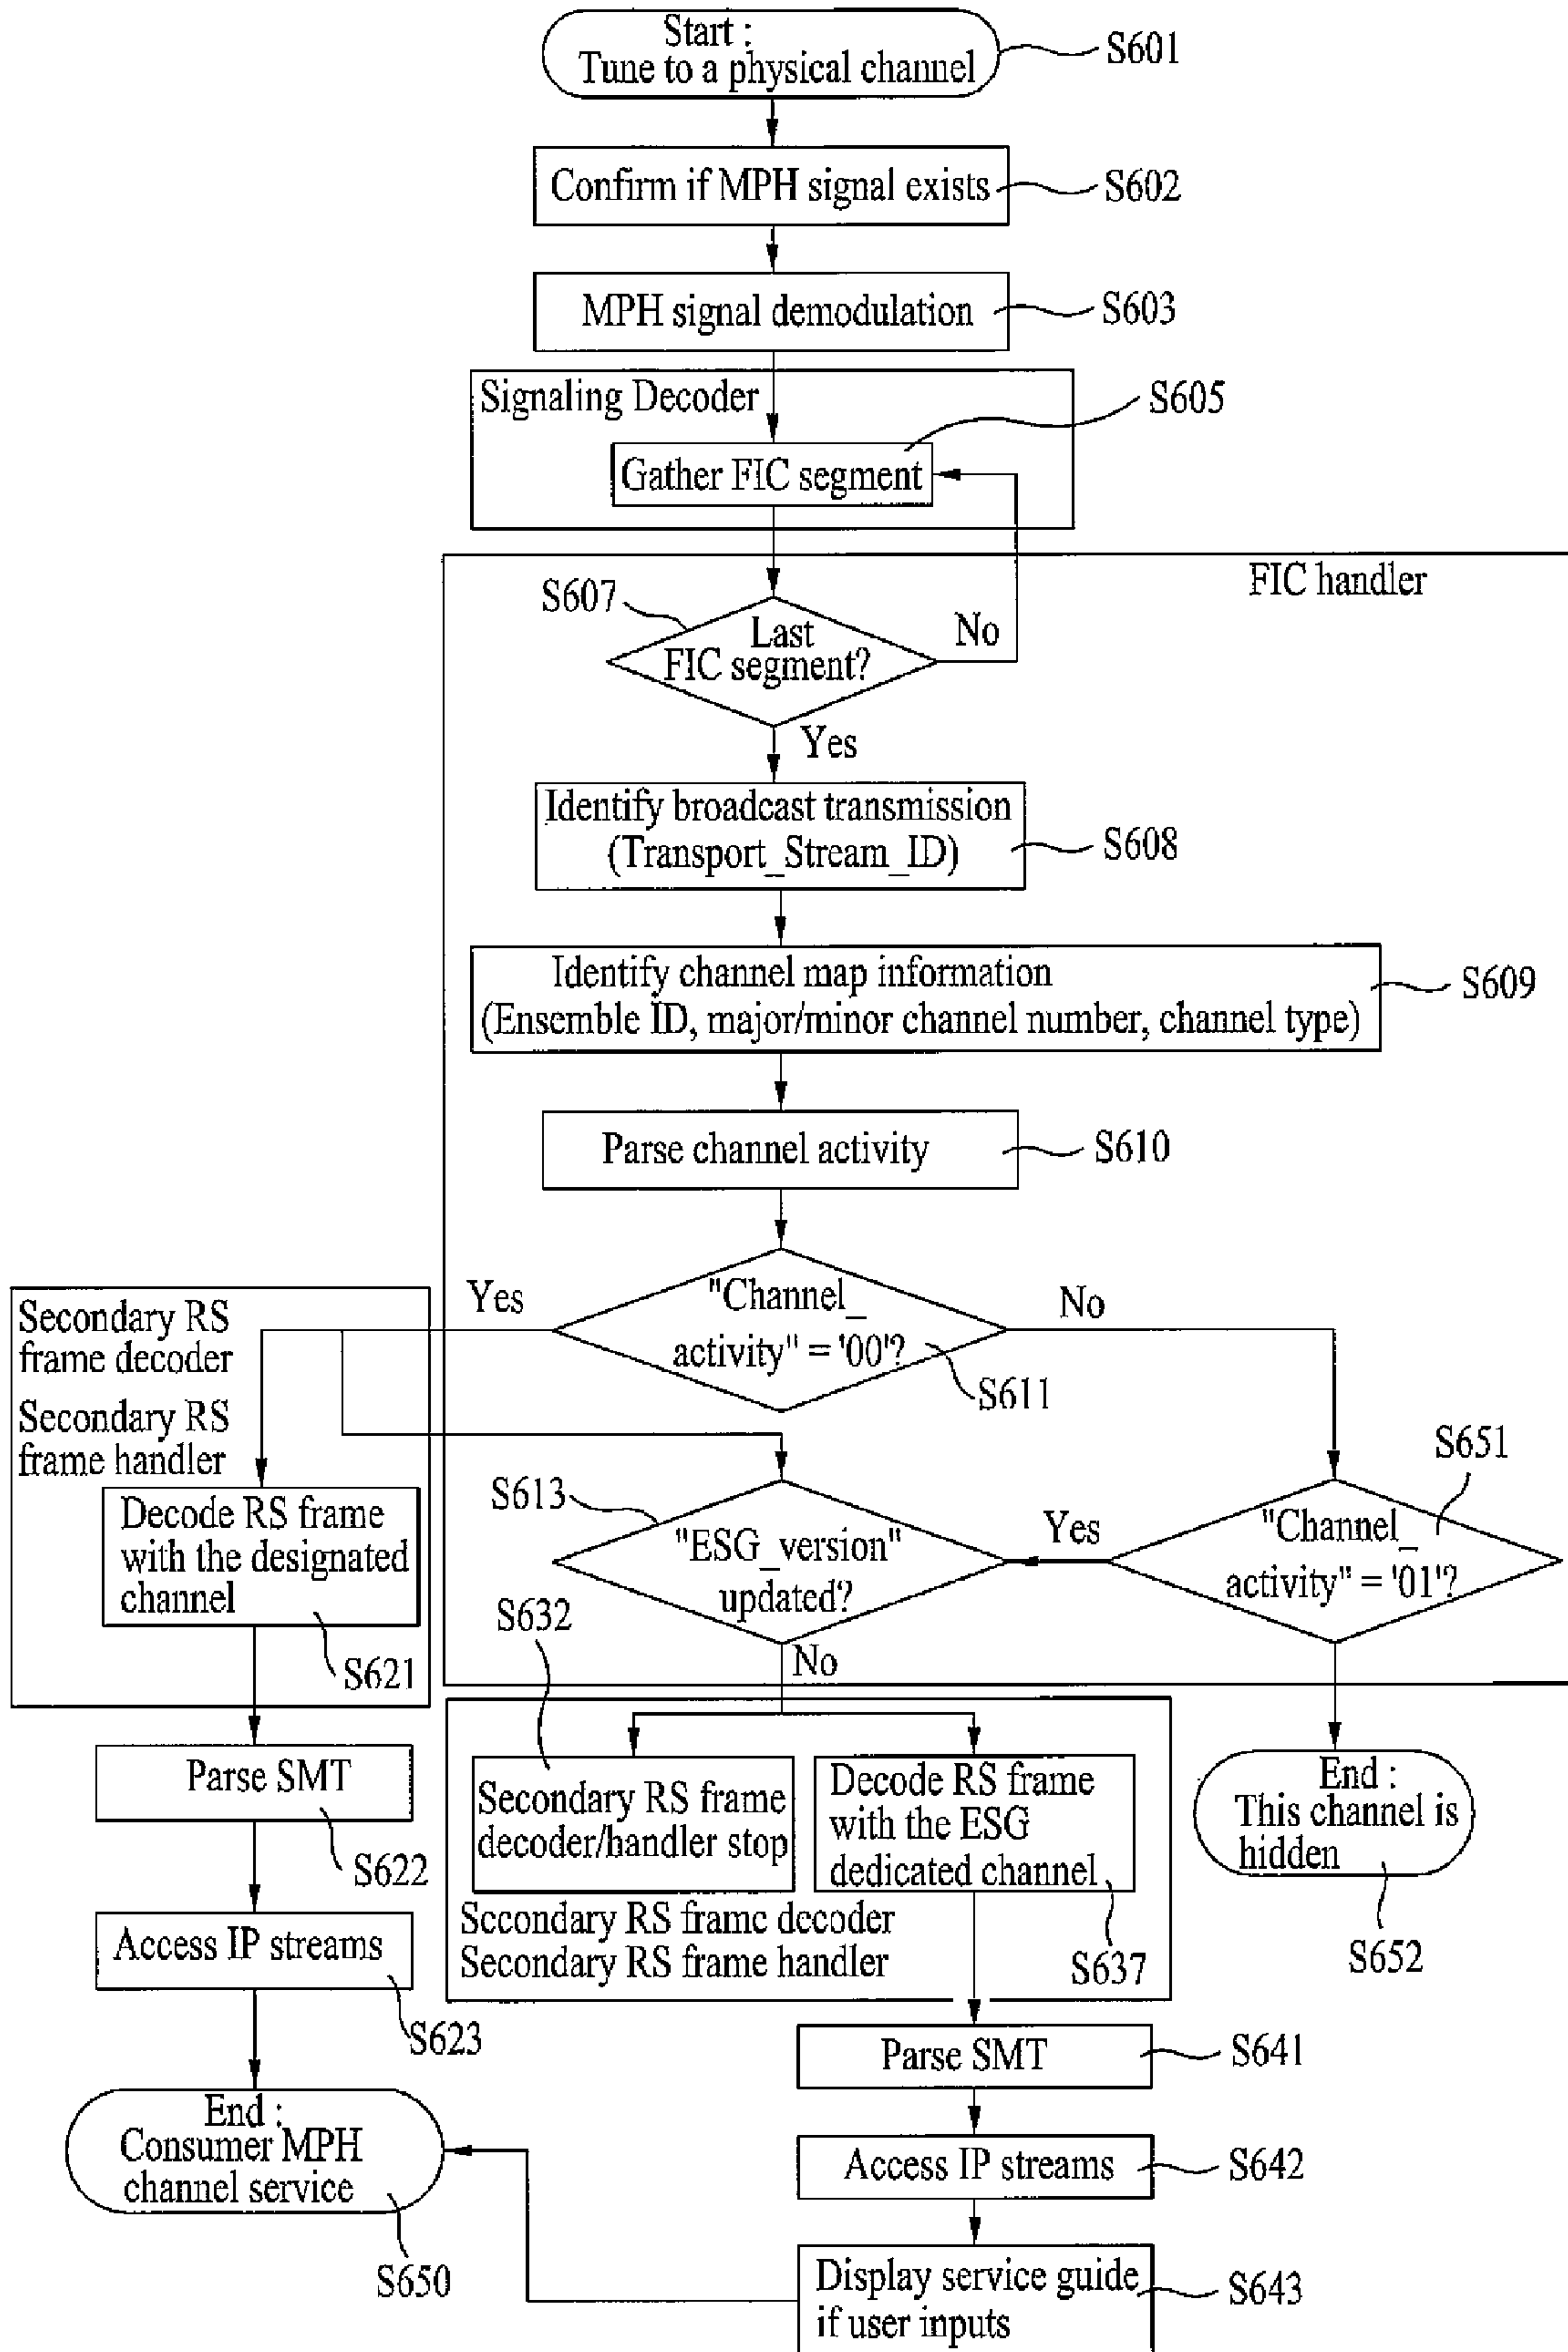 Start :
Tune to a physical channel
S601
Confirm if MPH signal exists
S602
MPH signal demodulation
S603
Signaling Decoder
S605
Gather FIC segment
FIC handler
S607
Last
FIC segment?
No
Yes
Identify broadcast transmission
(Transport_Stream_ID)
S608
Identify channel map information
(Ensemble ID, major/minor channel number, channel type)
S609
Parse channel activity
S610
Yes
"Channel_
activity" = '00'?
No
S611
Secondary RS
frame decoder
Secondary RS
frame handler
Decode RS frame
with the designated
channel
S621
S613
"ESG_version"
updated?
Yes
S651
"Channel_
activity" = '01'?
S632
No
Parse SMT
S622
Secondary RS frame
decoder/handler stop
Decode RS frame
with the ESG
dedicated channel
End :
This channel is
hidden
S652
Access IP streams
S623
Secondary RS frame decoder
Secondary RS frame handler
S637
Parse SMT
S641
End :
Consumer MPH
channel service
S650
Access IP streams
S642
Display service guide
if user inputs
S643